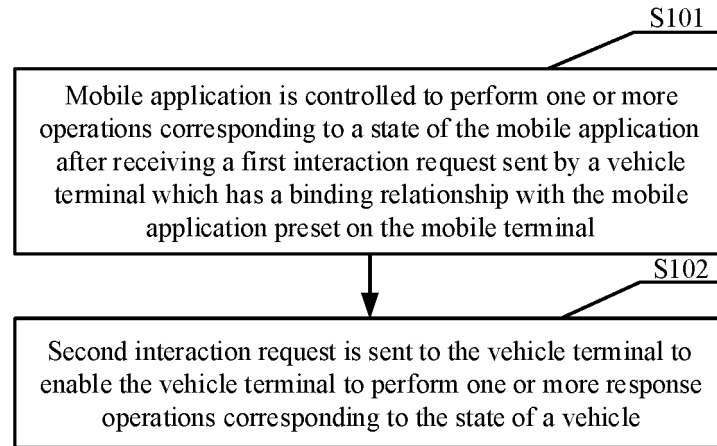 S101
Mobile application is controlled to perform one or more
operations corresponding to a state of the mobile application
after receiving a first interaction request sent by a vehicle
terminal which has a binding relationship with the mobile
application preset on the mobile terminal
S102
Second interaction request is sent to the vehicle terminal to
enable the vehicle terminal to perform one or more response
operations corresponding to the state of a vehicle